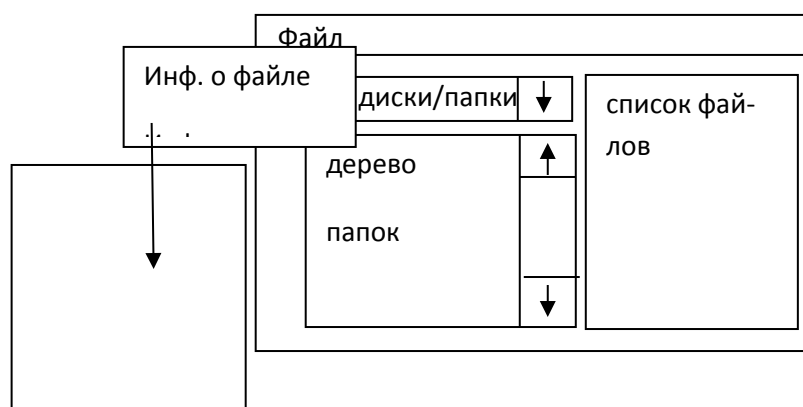 Файл
Инф. о файле
диски/папки
список фай-
лов
дерево
папок